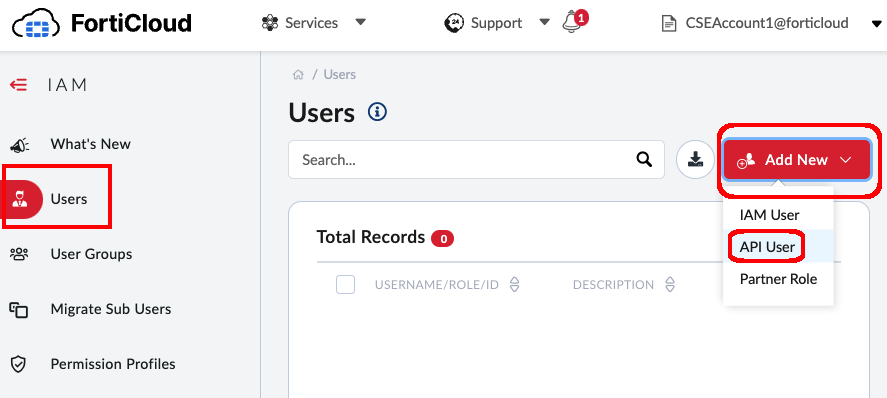 FortiCloud
Services
24
Support
1
CSEAccount1@forticloud
IAM
What's New
Users
User Groups
Migrate Sub Users
Permission Profiles
/ Users
Users
Search...
Add New
IAM User
API User
Partner Role
Total Records 0
USERNAME/ROLE/ID
DESCRIPTION